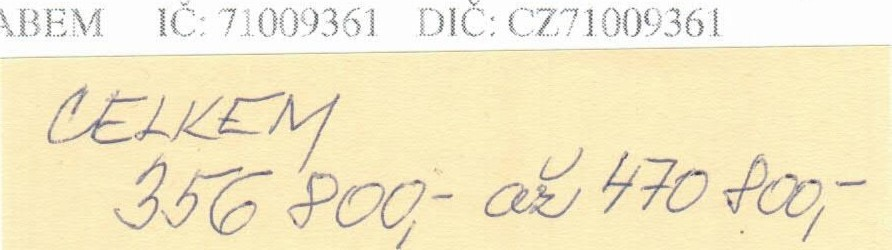 ABEM IČ: 71009361 DIČ: CZ71009361
CELKEM
356 800,- až 470 800,-